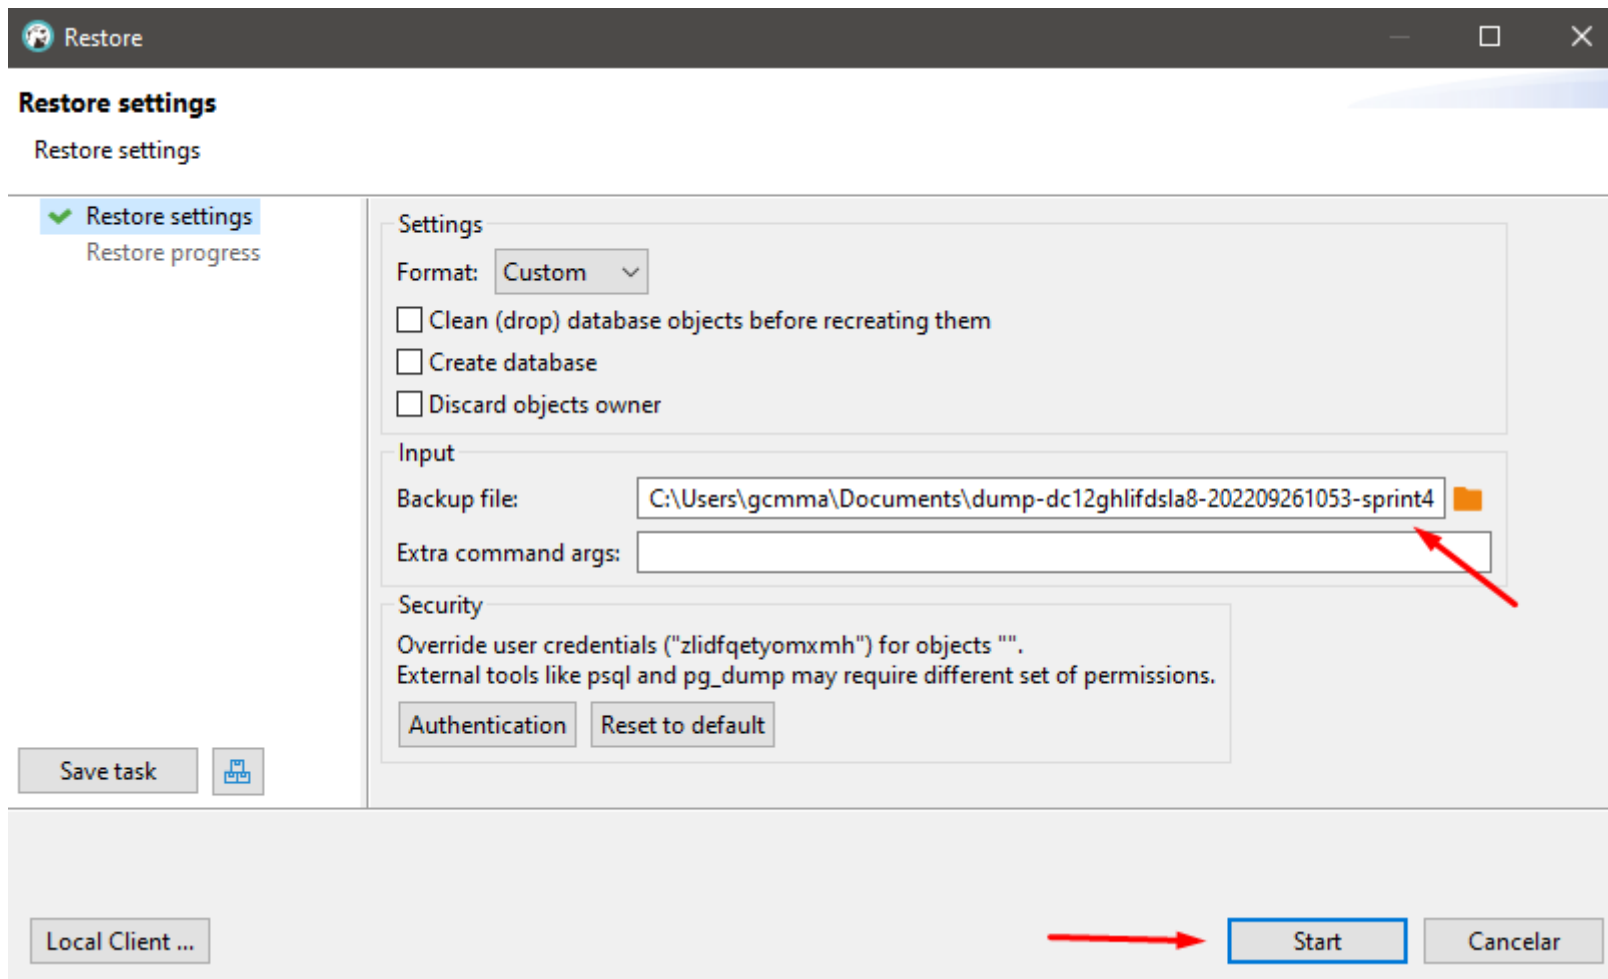 Restore
Restore settings
Restore settings
Restore settings
Restore progress
Settings
Format: Custom
Clean (drop) database objects before recreating them
Create database
Discard objects owner
Input
Backup file: C:\Users\gcmma\Documents\dump-dc12ghlifdsla8-202209261053-sprint4
Extra command args:
Security
Override user credentials ("zlidfqetyomxmh") for objects "".
External tools like psql and pg_dump may require different set of permissions.
Authentication Reset to default
Save task
Local Client ... Start Cancelar